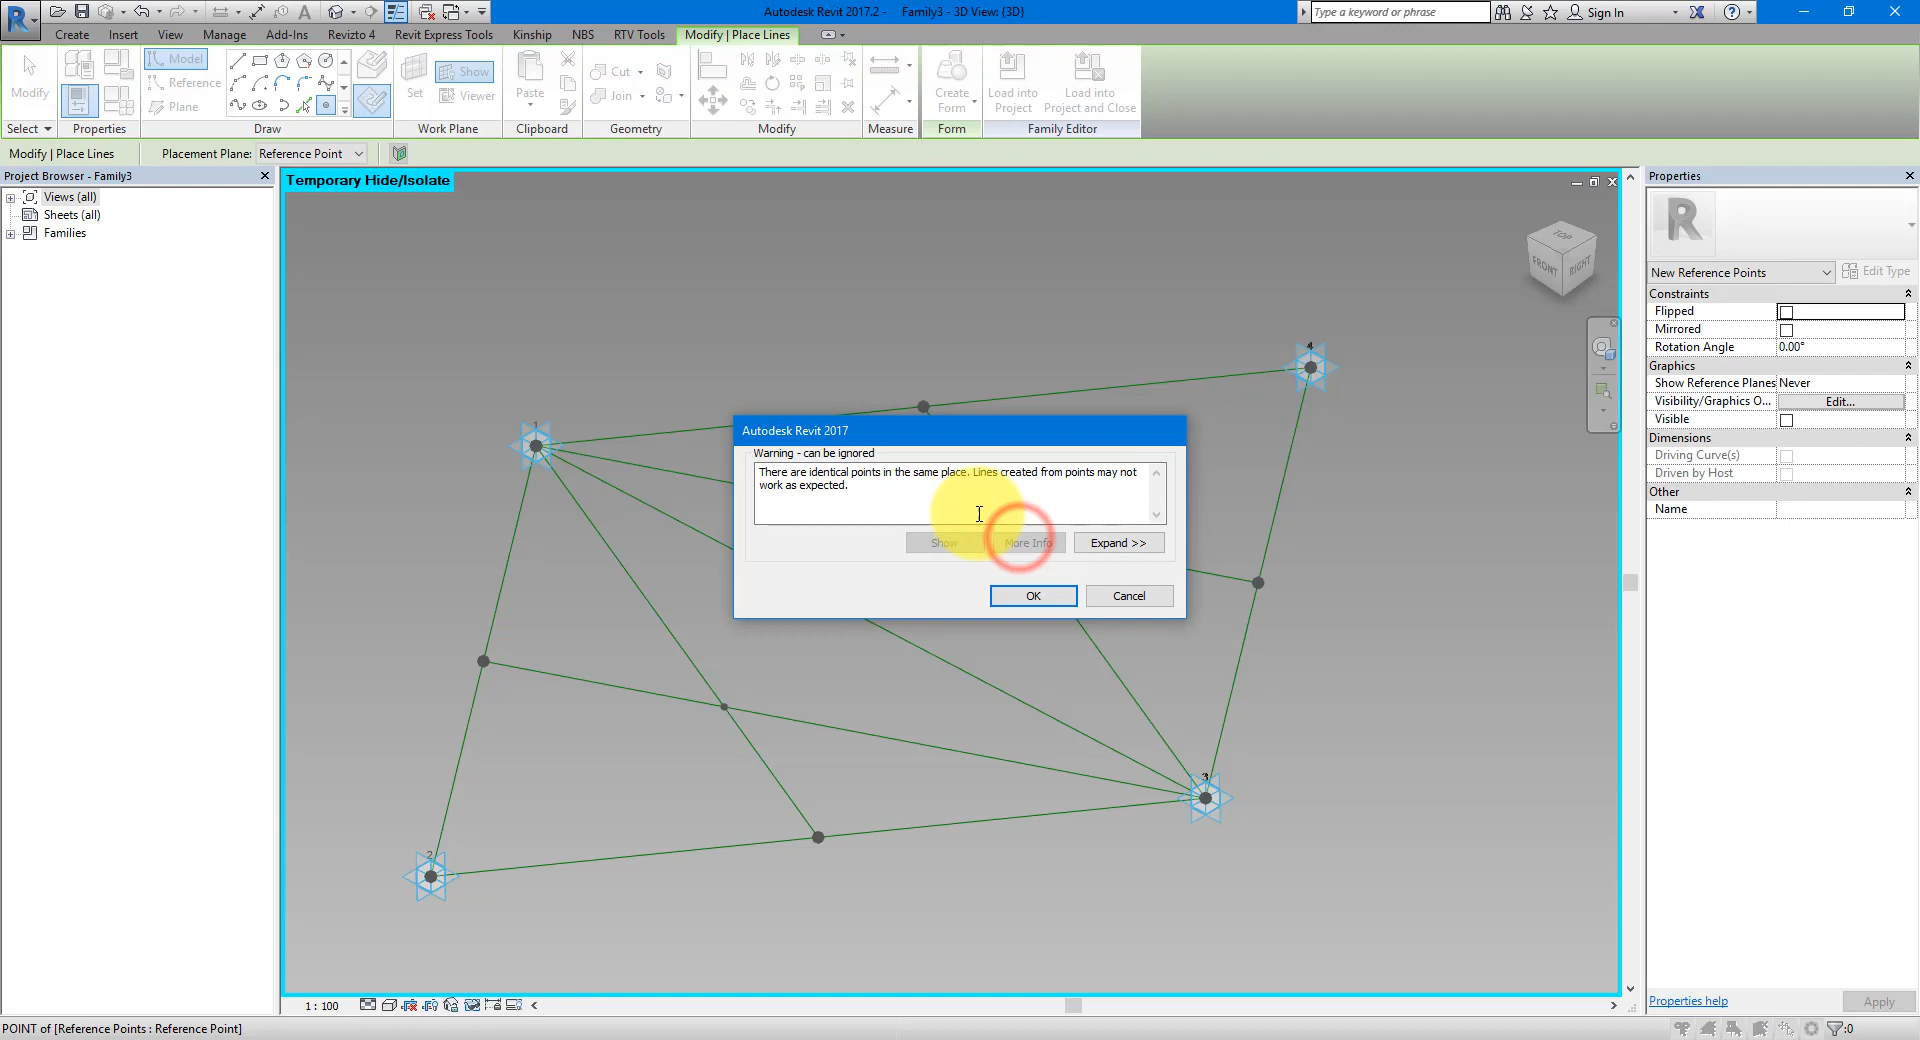 Autodesk Revit 2017.2 - Family3 - 3D View: {3D}
Type a keyword or phrase
Sign In
Create Insert View Manage Add-Ins Revizto 4 Revit Express Tools Kinship NBS RTV Tools Modify | Place Lines
Modify
Model
Reference
Plane
Set
Show
Viewer
Paste
Cut
Join
Create
Form
Load into
Project
Load into
Project and Close
Select Properties Draw Work Plane Clipboard Geometry Modify Measure Form Family Editor
Modify | Place Lines Placement Plane: Reference Point
Project Browser - Family3
Views (all)
Sheets (all)
Families
Temporary Hide/Isolate
TOP
FRONT
RIGHT
4
1
Autodesk Revit 2017
Warning - can be ignored
There are identical points in the same place. Lines created from points may not
work as expected.
Show More Info Expand >>
OK Cancel
3
2
1 : 100
Properties
New Reference Points Edit Type
Constraints
Flipped
Mirrored
Rotation Angle 0.00°
Graphics
Show Reference Planes Never
Visibility/Graphics O... Edit...
Visible
Dimensions
Driving Curve(s)
Driven by Host
Other
Name
Properties help Apply
POINT of [Reference Points : Reference Point]
:0